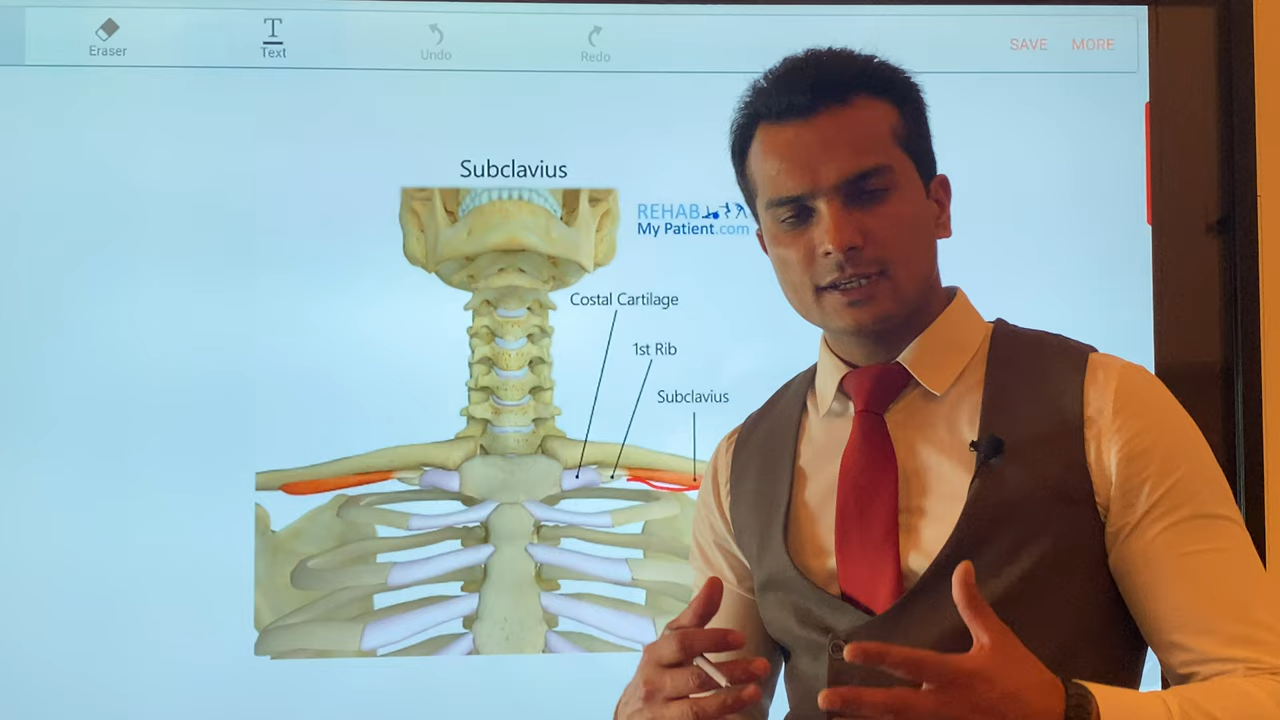 Eraser
Text
Undo
Redo
SAVE
MORE
Subclavius
REHAB
My Patient.com
Costal Cartilage
1st Rib
Subclavius